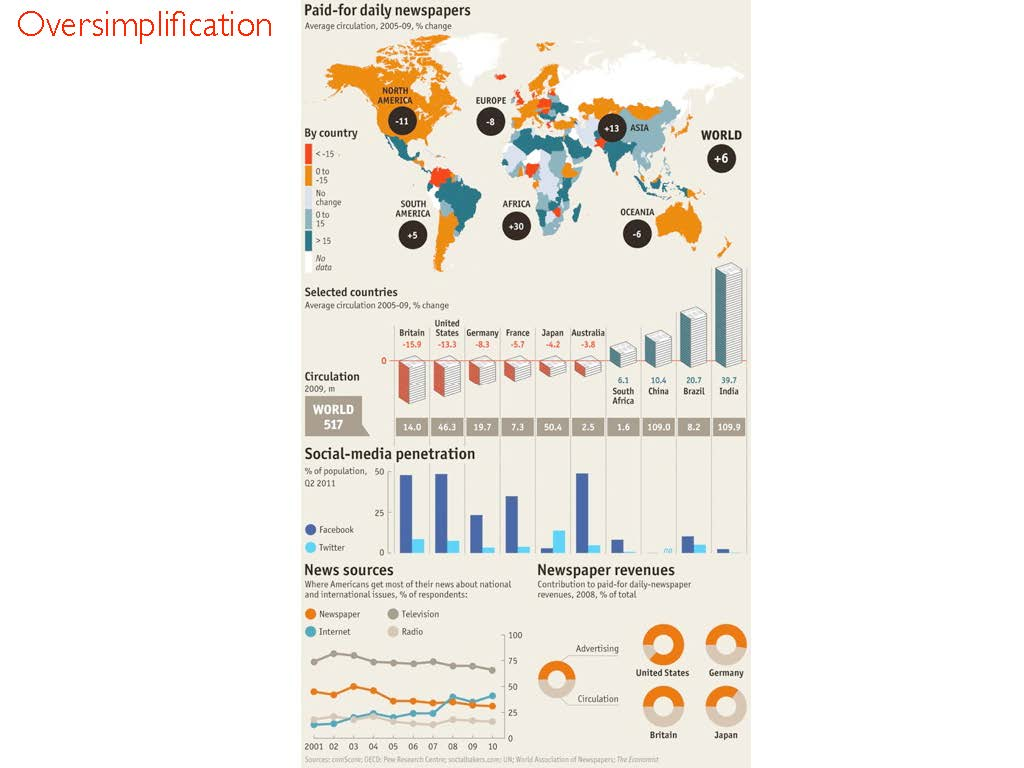 Oversimplification
Paid-for daily newspapers
Average circulation, 2005-09, % change
NORTH
AMERICA
-11
EUROPE
-8
+13
ASIA
WORLD
+6
By country
< -15
0 to
-15
No
change
0 to
15
> 15
No
data
SOUTH
AMERICA
+5
AFRICA
+30
OCEANIA
-6
Selected countries
Average circulation 2005-09, % change
Britain
-15.9
United
States
-13.3
Germany
-8.3
France
-5.7
Japan
-4.2
Australia
-3.8
0
6.1
South
Africa
10.4
China
20.7
Brazil
39.7
India
Circulation
2009, m
WORLD
517
14.0 46.3 19.7 7.3 50.4 2.5 1.6 109.0 8.2 109.9
Social-media penetration
% of population,
Q2 2011
50
25
0
Facebook
Twitter
na
News sources
Where Americans get most of their news about national
and international issues, % of respondents:
Newspaper
Television
Internet
Radio
100
75
50
25
0
2001 02 03 04 05 06 07 08 09 10
Newspaper revenues
Contribution to paid-for daily-newspaper
revenues, 2008, % of total
Advertising
Circulation
United States
Germany
Britain
Japan
Sources: comScore; OECD; Pew Research Centre; socialbakers.com; UN; World Association of Newspapers; The Economist